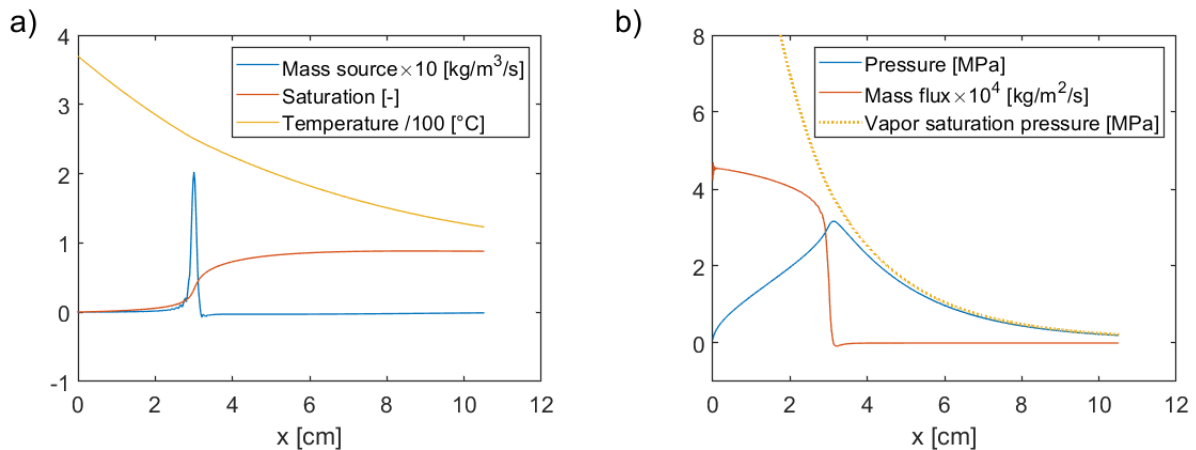 a)
4
3
2
1
0
-1
0
2
4
6
8
10
12
x [cm]
Mass source×10 [kg/m³/s]
Saturation [-]
Temperature /100 [°C]
b)
8
6
4
2
0
0
2
4
6
8
10
12
x [cm]
Pressure [MPa]
Mass flux×10⁴ [kg/m²/s]
Vapor saturation pressure [MPa]